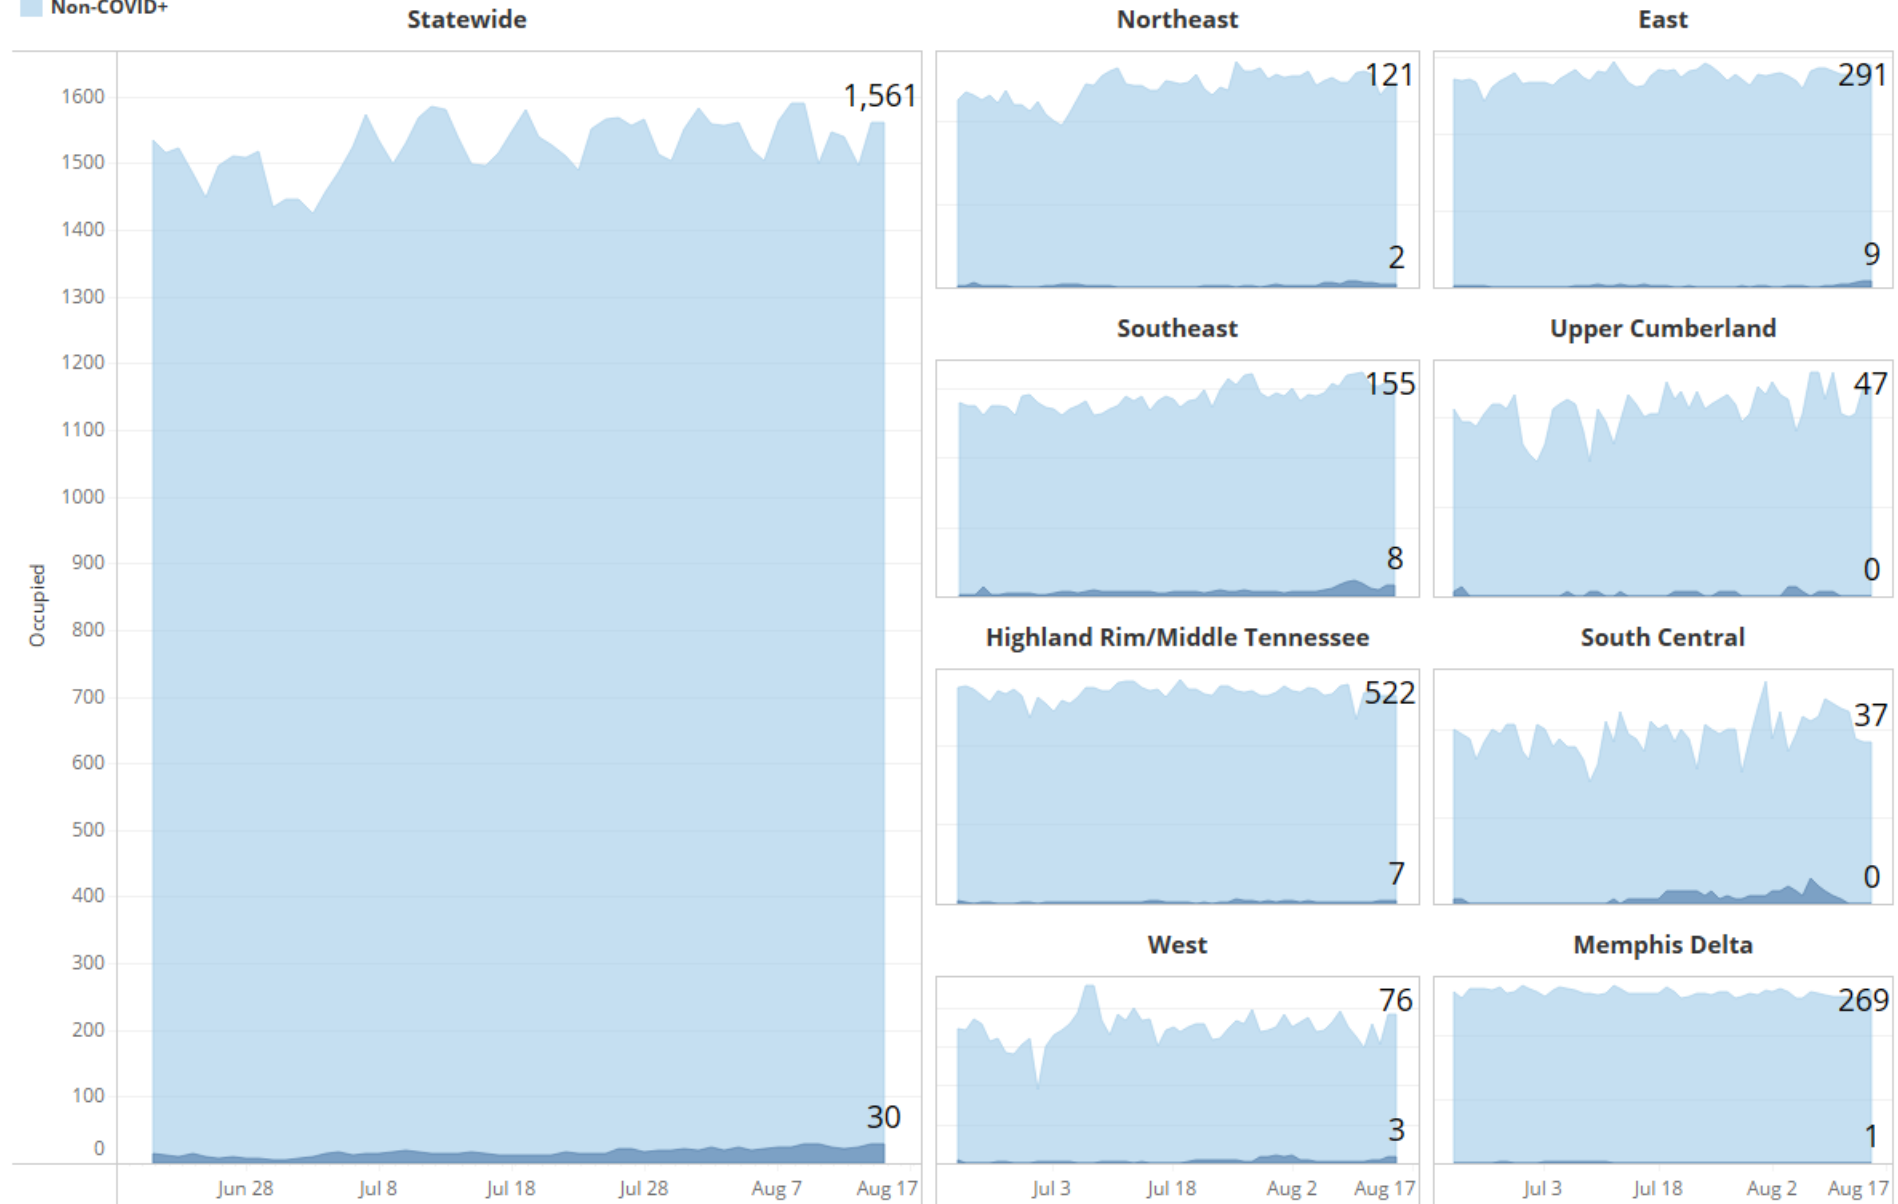 Non-COVID+
Statewide
Northeast
East
1600
1500
1400
1300
1200
1100
1000
900
800
700
600
500
400
300
200
100
0
Occupied
1,561
30
121
2
291
9
Southeast
Upper Cumberland
155
8
47
0
Highland Rim/Middle Tennessee
South Central
522
7
37
0
West
Memphis Delta
76
3
269
1
Jun 28 Jul 8 Jul 18 Jul 28 Aug 7 Aug 17
Jul 3 Jul 18 Aug 2 Aug 17
Jul 3 Jul 18 Aug 2 Aug 17